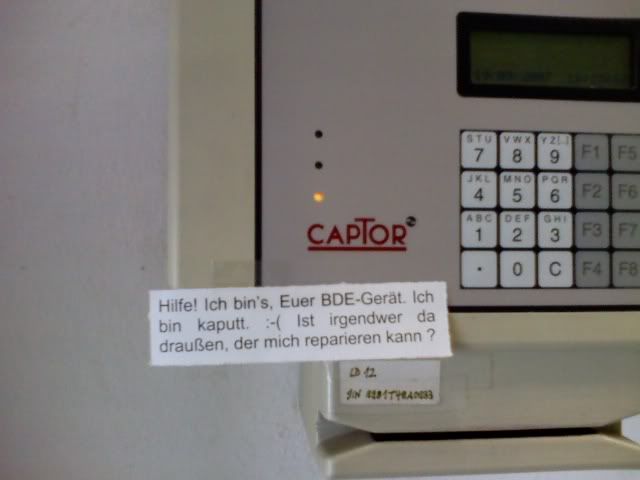 STU VWX YZ[.]
7 8 9 F1 F5
JKL MNO PQR
4 5 6 F2 F6
CAPTOR
ABC DEF GHI
1 2 3 F3 F7
. 0 C F4 F8
Hilfe! Ich bin's, Euer BDE-Gerät. Ich
bin kaputt. :-( Ist irgendwer da
draußen, der mich reparieren kann ?
LD 12
S/N